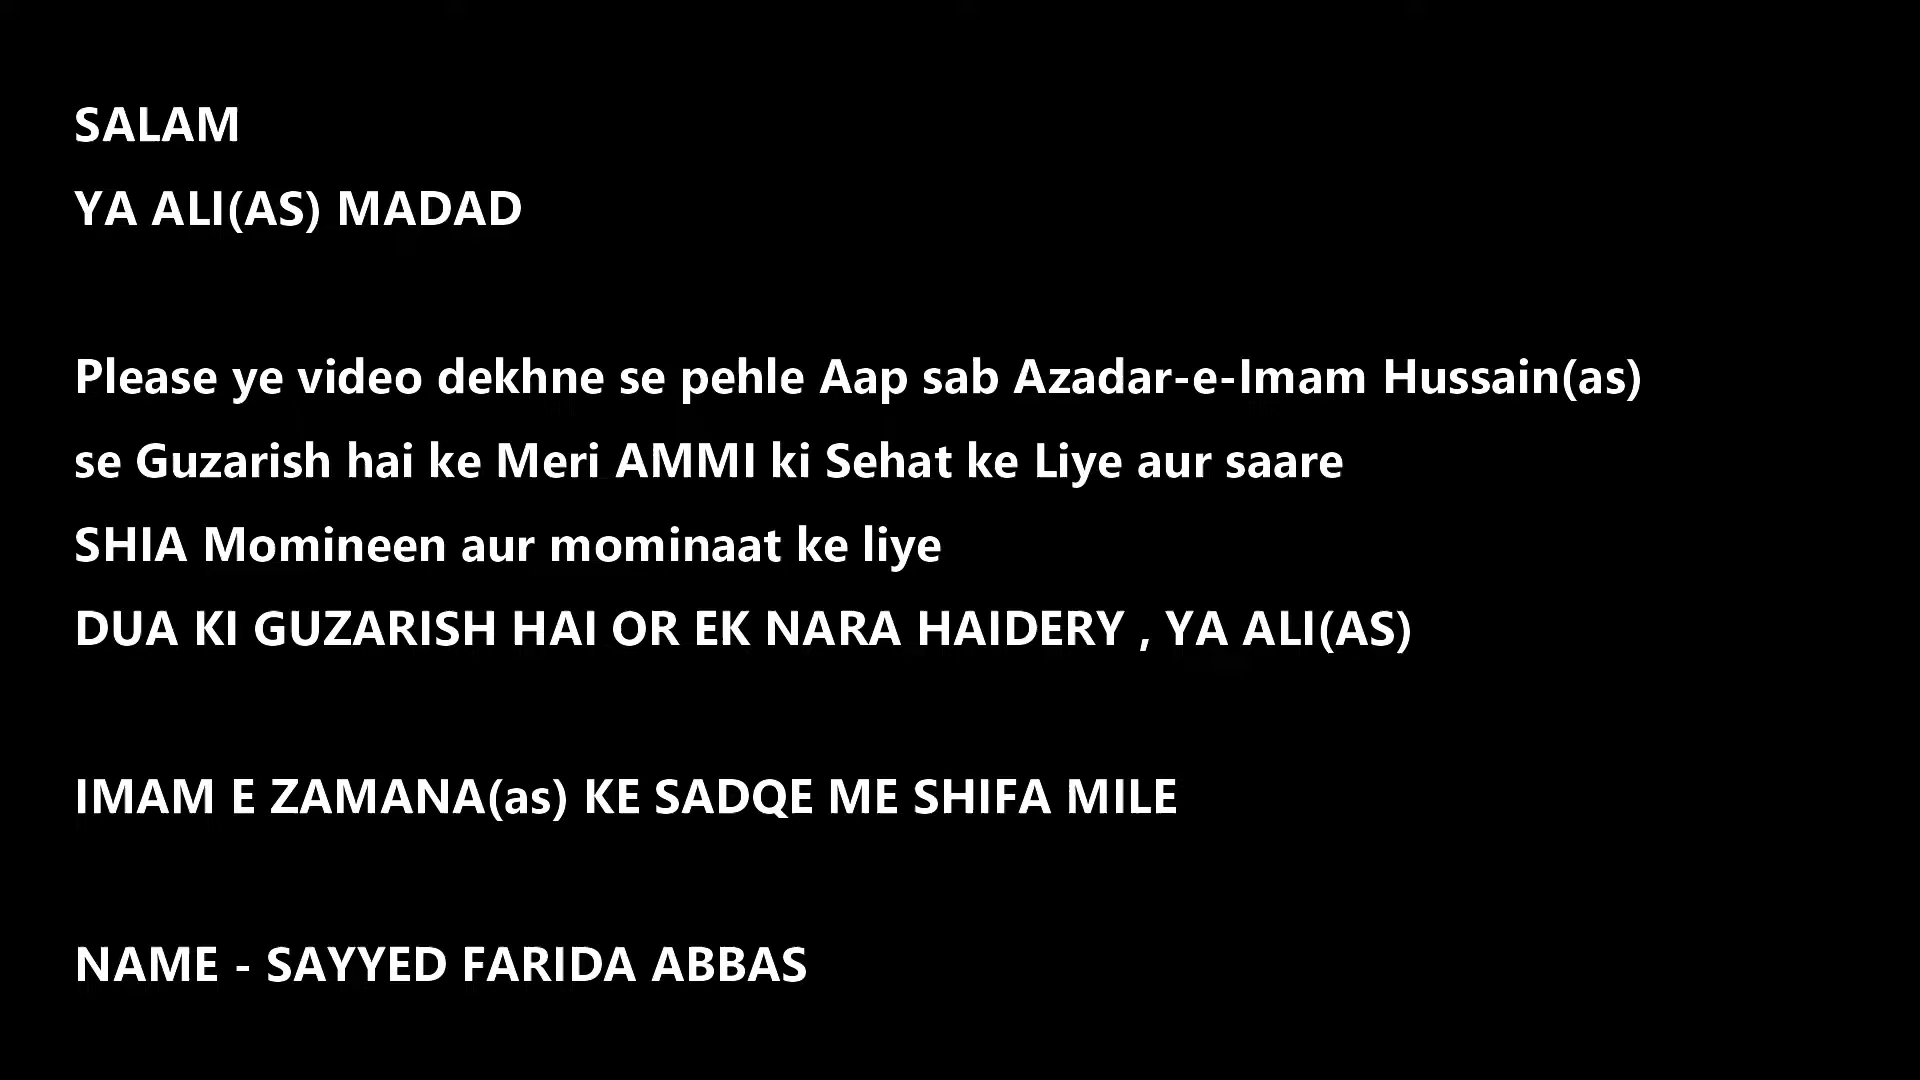 SALAM
YA ALI(AS) MADAD
Please ye video dekhne se pehle Aap sab Azadar-e-Imam Hussain(as)
se Guzarish hai ke Meri AMMI ki Sehat ke Liye aur saare
SHIA Momineen aur mominaat ke liye
DUA KI GUZARISH HAI OR EK NARA HAIDERY , YA ALI(AS)
IMAM E ZAMANA(as) KE SADQE ME SHIFA MILE
NAME - SAYYED FARIDA ABBAS